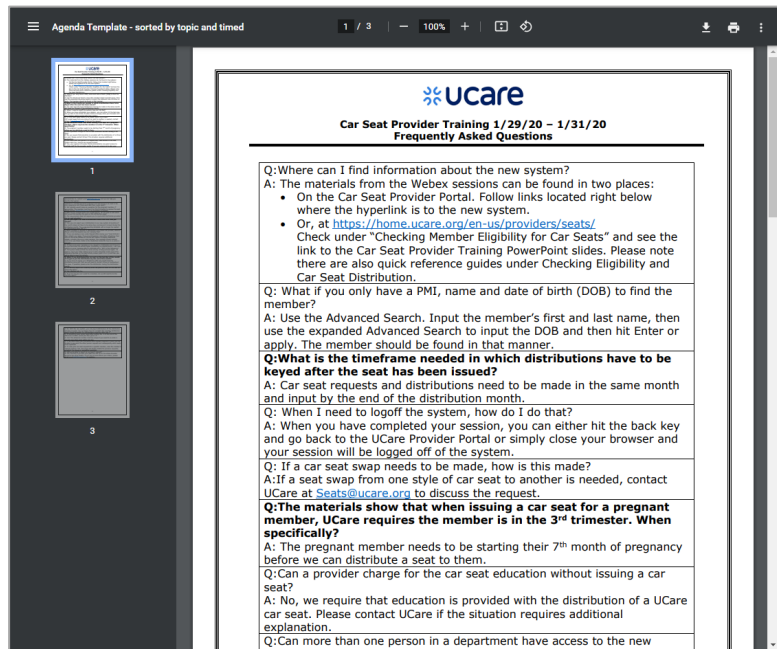 Agenda Template - sorted by topic and timed
1 / 3
100%
1
2
3
ucare
Car Seat Provider Training 1/29/20 – 1/31/20
Frequently Asked Questions
Q:Where can I find information about the new system?
A: The materials from the Webex sessions can be found in two places:
• On the Car Seat Provider Portal. Follow links located right below
where the hyperlink is to the new system.
• Or, at https://home.ucare.org/en-us/providers/seats/
Check under “Checking Member Eligibility for Car Seats” and see the
link to the Car Seat Provider Training PowerPoint slides. Please note
there are also quick reference guides under Checking Eligibility and
Car Seat Distribution.
Q: What if you only have a PMI, name and date of birth (DOB) to find the
member?
A: Use the Advanced Search. Input the member’s first and last name, then
use the expanded Advanced Search to input the DOB and then hit Enter or
apply. The member should be found in that manner.
Q:What is the timeframe needed in which distributions have to be
keyed after the seat has been issued?
A: Car seat requests and distributions need to be made in the same month
and input by the end of the distribution month.
Q: When I need to logoff the system, how do I do that?
A: When you have completed your session, you can either hit the back key
and go back to the UCare Provider Portal or simply close your browser and
your session will be logged off of the system.
Q: If a car seat swap needs to be made, how is this made?
A:If a seat swap from one style of car seat to another is needed, contact
UCare at Seats@ucare.org to discuss the request.
Q:The materials show that when issuing a car seat for a pregnant
member, UCare requires the member is in the 3rd trimester. When
specifically?
A: The pregnant member needs to be starting their 7th month of pregnancy
before we can distribute a seat to them.
Q:Can a provider charge for the car seat education without issuing a car
seat?
A: No, we require that education is provided with the distribution of a UCare
car seat. Please contact UCare if the situation requires additional
explanation.
Q:Can more than one person in a department have access to the new